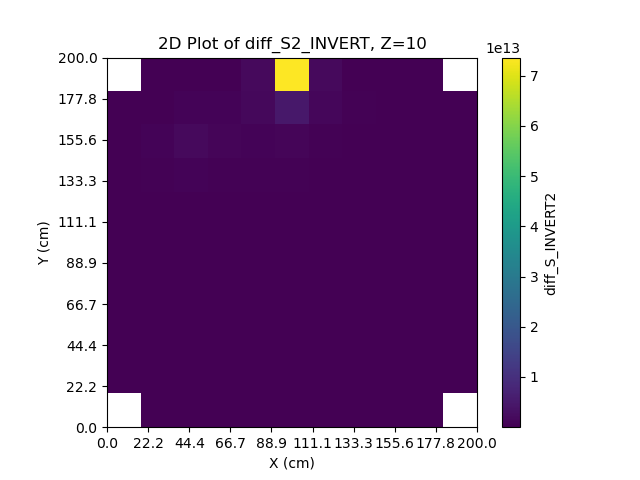 2D Plot of diff_S2_INVERT, Z=10
1e13
200.0
177.8
155.6
133.3
111.1
88.9
66.7
44.4
22.2
0.0
Y (cm)
0.0 22.2 44.4 66.7 88.9 111.1 133.3 155.6 177.8 200.0
X (cm)
7
6
5
4
3
2
1
diff_S_INVERT2